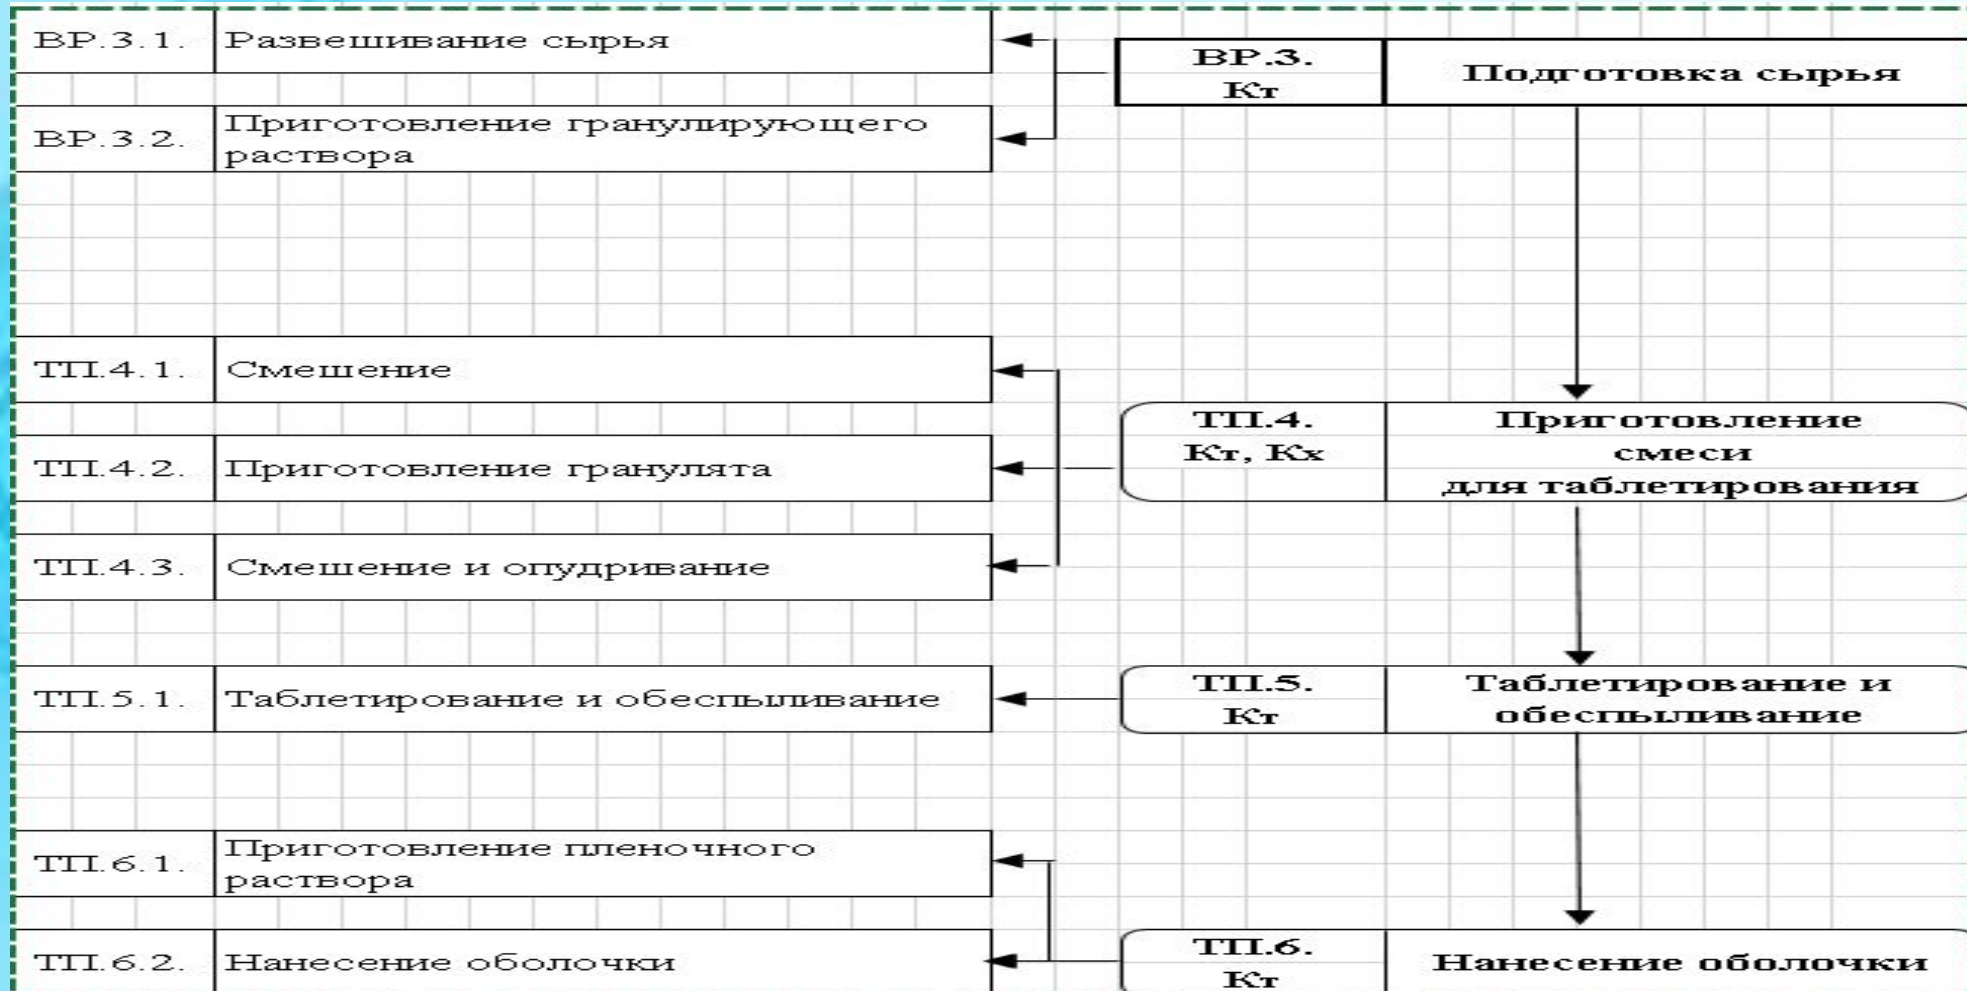 ВР.3.1. Развешивание сырья
ВР.3.2. Приготовление гранулирующего
раствора
ВР.3.
Кт
Подготовка сырья
ТП.4.1. Смешение
ТП.4.2. Приготовление гранулята
ТП.4.3. Смешение и опудривание
ТП.4.
Кт, Кх
Приготовление
смеси
для таблетирования
ТП.5.1. Таблетирование и обеспыливание
ТП.5.
Кт
Таблетирование и
обеспыливание
ТП.6.1. Приготовление пленочного
раствора
ТП.6.2. Нанесение оболочки
ТП.6.
Кт
Нанесение оболочки